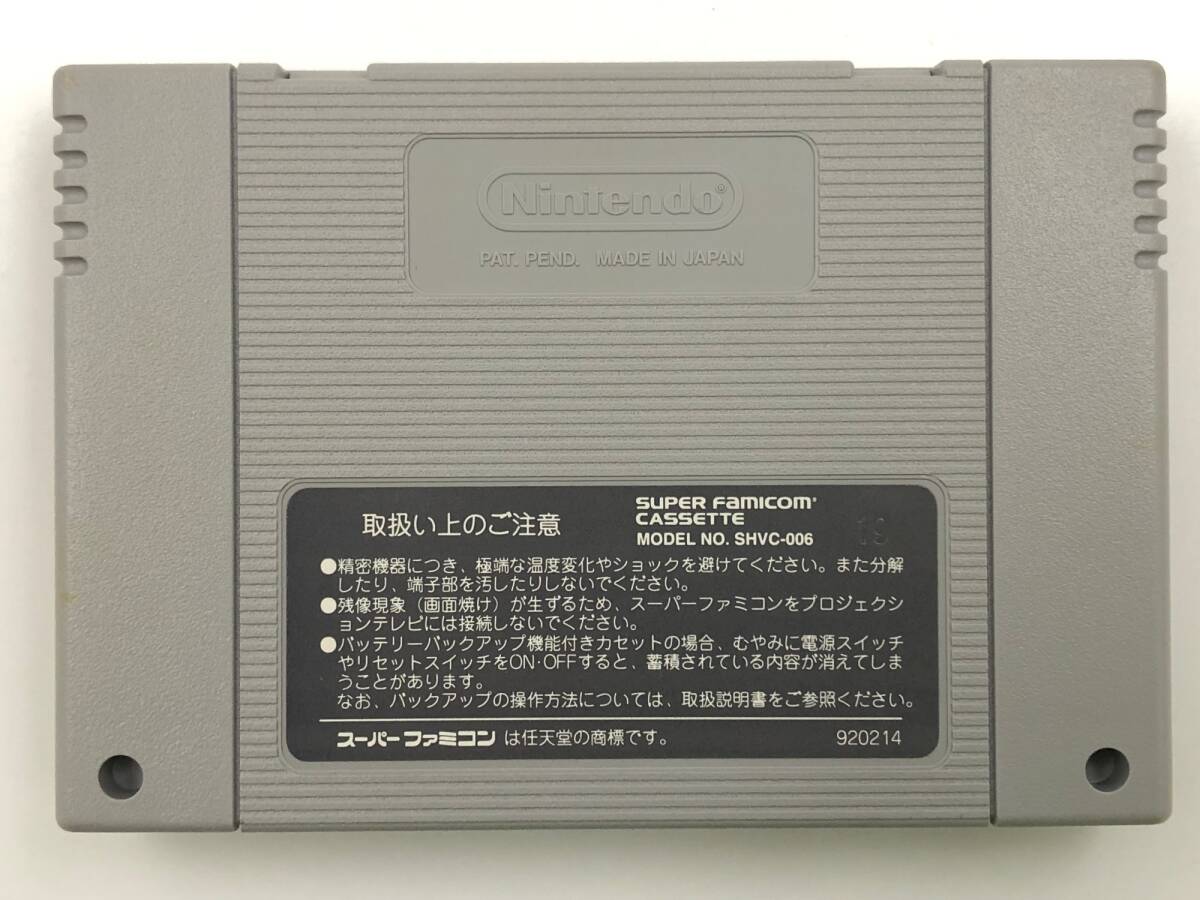 Nintendo®
PAT. PEND. MADE IN JAPAN
取扱い上のご注意
SUPER FAMICOM®
CASSETTE
MODEL NO. SHVC-006
19
●精密機器につき、極端な温度変化やショックを避けてください。また分解
したり、端子部を汚したりしないでください。
●残像現象（画面焼け）が生ずるため、スーパーファミコンをプロジェクシ
ョンテレビには接続しないでください。
●バッテリーバックアップ機能付きカセットの場合、むやみに電源スイッチ
やリセットスイッチをON・OFFすると、蓄積されている内容が消えてしま
うことがあります。
なお、バックアップの操作方法については、取扱説明書をご参照ください。
スーパーファミコン は任天堂の商標です。
920214